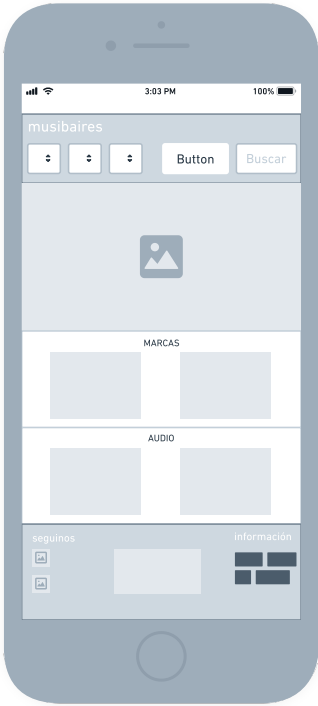 3:03 PM 100%
musibaires
Button Buscar
MARCAS
AUDIO
seguinos información